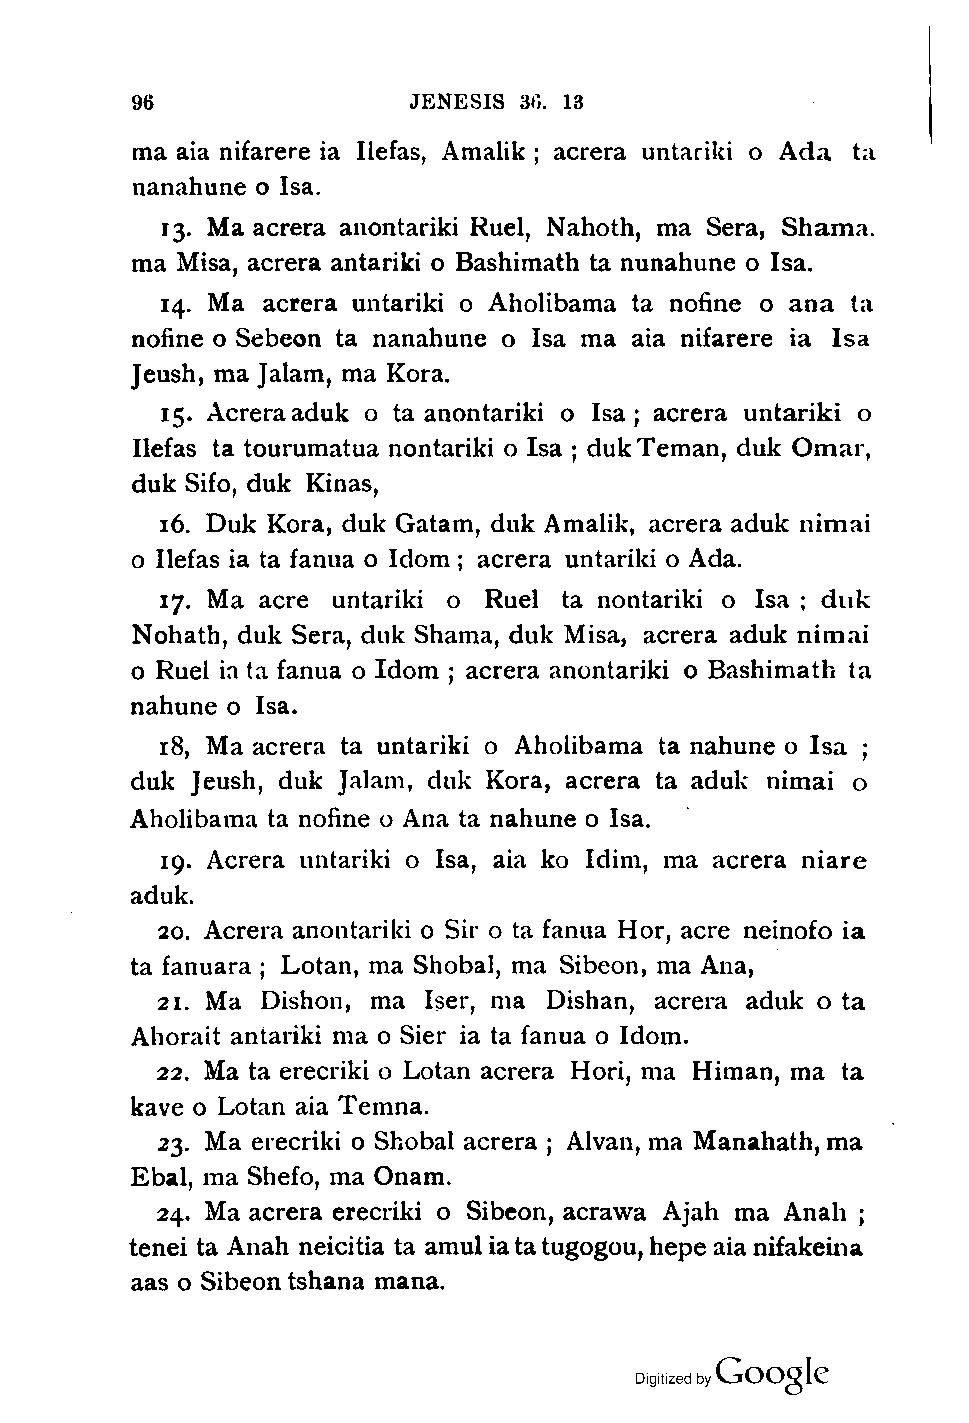 96 JENESIS 36. 13
ma aia nifarere ia Ilefas, Amalik ; acrera untariki o Ada ta
nanahune o Isa.
13. Ma acrera anontariki Ruel, Nahoth, ma Sera, Shama.
ma Misa, acrera antariki o Bashimath ta nunahune o Isa.
14. Ma acrera untariki o Aholibama ta nofine o ana ta
nofine o Sebeon ta nanahune o Isa ma aia nifarere ia Isa
Jeush, ma Jalam, ma Kora.
15. Acrera aduk o ta anontariki o Isa ; acrera untariki o
Ilefas ta tourumatua nontariki o Isa ; duk Teman, duk Omar,
duk Sifo, duk Kinas,
16. Duk Kora, duk Gatam, duk Amalik, acrera aduk nimai
o Ilefas ia ta fanua o Idom ; acrera untariki o Ada.
17. Ma acre untariki o Ruel ta nontariki o Isa ; duk
Nohath, duk Sera, duk Shama, duk Misa, acrera aduk nimai
o Ruel ia ta fanua o Idom ; acrera anontariki o Bashimath ta
nahune o Isa.
18, Ma acrera ta untariki o Aholibama ta nahune o Isa ;
duk Jeush, duk Jalam, duk Kora, acrera ta aduk nimai o
Aholibama ta nofine o Ana ta nahune o Isa.
19. Acrera untariki o Isa, aia ko Idim, ma acrera niare
aduk.
20. Acrera anontariki o Sir o ta fanua Hor, acre neinofo ia
ta fanuara ; Lotan, ma Shobal, ma Sibeon, ma Ana,
21. Ma Dishon, ma Iser, ma Dishan, acrera aduk o ta
Ahorait antariki ma o Sier ia ta fanua o Idom.
22. Ma ta erecriki o Lotan acrera Hori, ma Himan, ma ta
kave o Lotan aia Temna.
23. Ma erecriki o Shobal acrera ; Alvan, ma Manahath, ma
Ebal, ma Shefo, ma Onam.
24. Ma acrera erecriki o Sibeon, acrawa Ajah ma Anah ;
tenei ta Anah neicitia ta amul ia ta tugogou, hepe aia nifakeina
aas o Sibeon tshana mana.
Digitized by Google